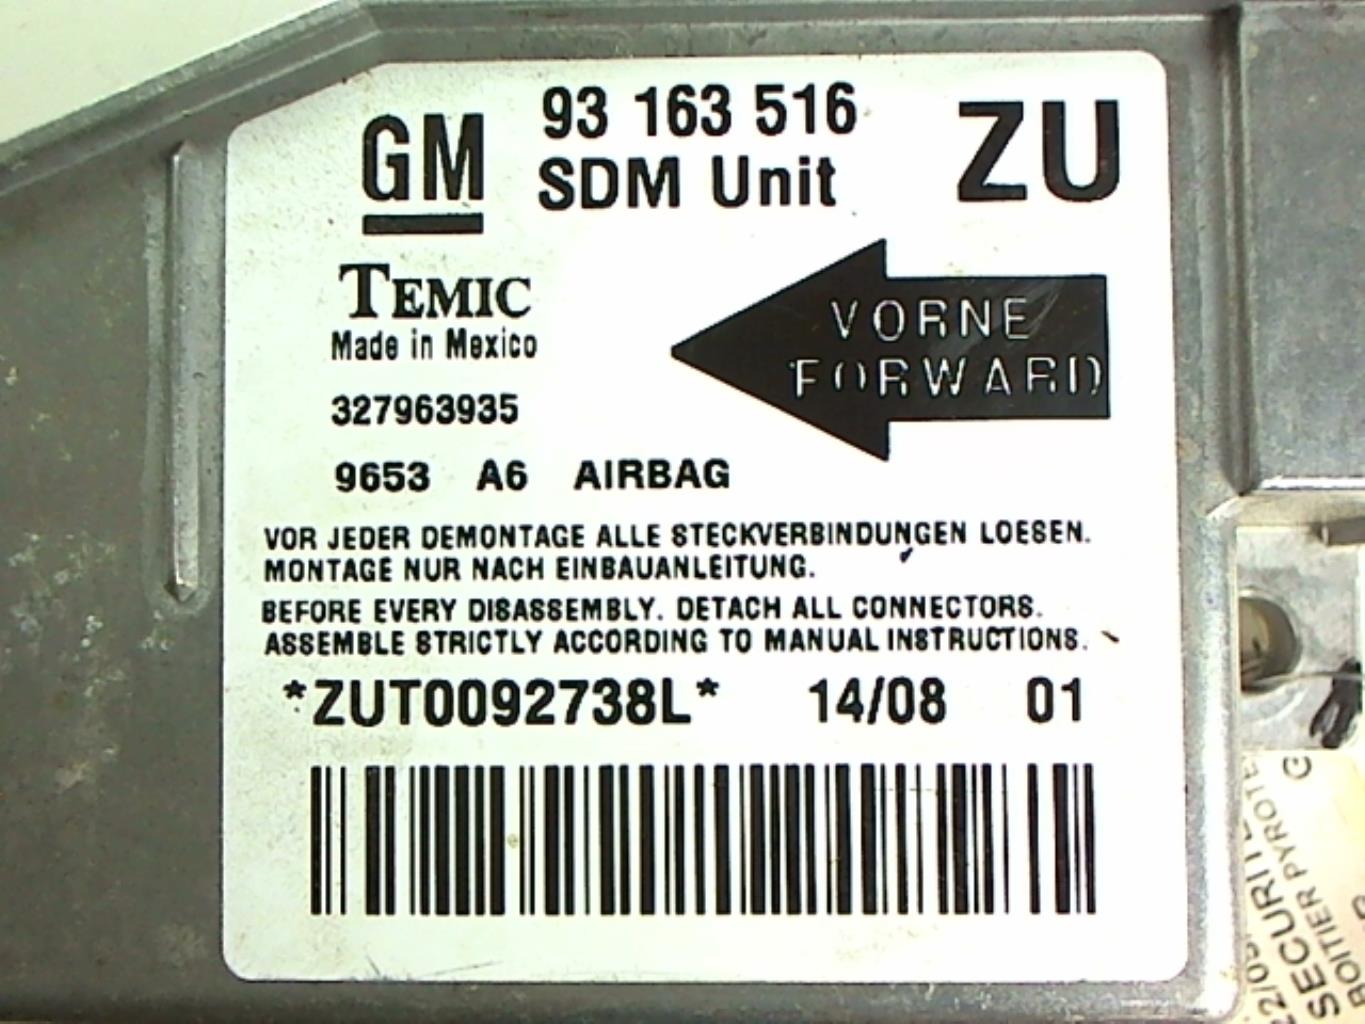 GM
93 163 516
SDM Unit
ZU
TEMIC
Made in Mexico
VORNE
FORWARD
327963935
9653 A6 AIRBAG
VOR JEDER DEMONTAGE ALLE STECKVERBINDUNGEN LOESEN.
MONTAGE NUR NACH EINBAUANLEITUNG.
BEFORE EVERY DISASSEMBLY. DETACH ALL CONNECTORS.
ASSEMBLE STRICTLY ACCORDING TO MANUAL INSTRUCTIONS.
*ZUT0092738L* 14/08 01
BOITIER